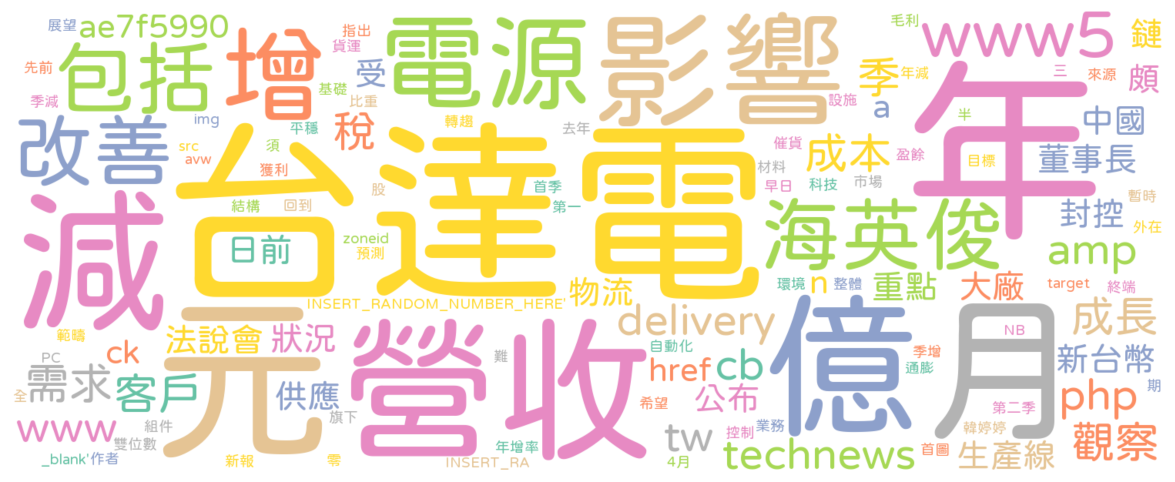 展望
ae7f5990
指出
電源
影響
毛利
www5
鏈
先前
包括
增
貨運
受
季
年減
三
來源
頗
季減
基礎
比重
設施
a
年
改善
img
平穩
稅
轉趨
去年
半
中國
src
avw
須
催貨
成本
盈餘
目標
董事長
獲利
台達電
材料
減
股
首季
早日
科技
市場
暫時
結構
回到
第一
海英俊
封控
外在
日前
zoneid
預測
amp
INSERT_RANDOM_NUMBER_HERE'
物流
環境
整體
n
重點
大廠
target
終端
範疇
法說會
狀況
delivery
億
月
NB
成長
PC
ck
元
營收
難
自動化
href
cb
季增
通膨
新台幣
期
全
需求
客戶
供應
希望
公布
php
www
組件
旗下
第二季
雙位數
tw
控制
業務
韓婷婷
觀察
_blank'
作者
新報
零
年增率
INSERT_RA
4月
technews
首圖
生產線